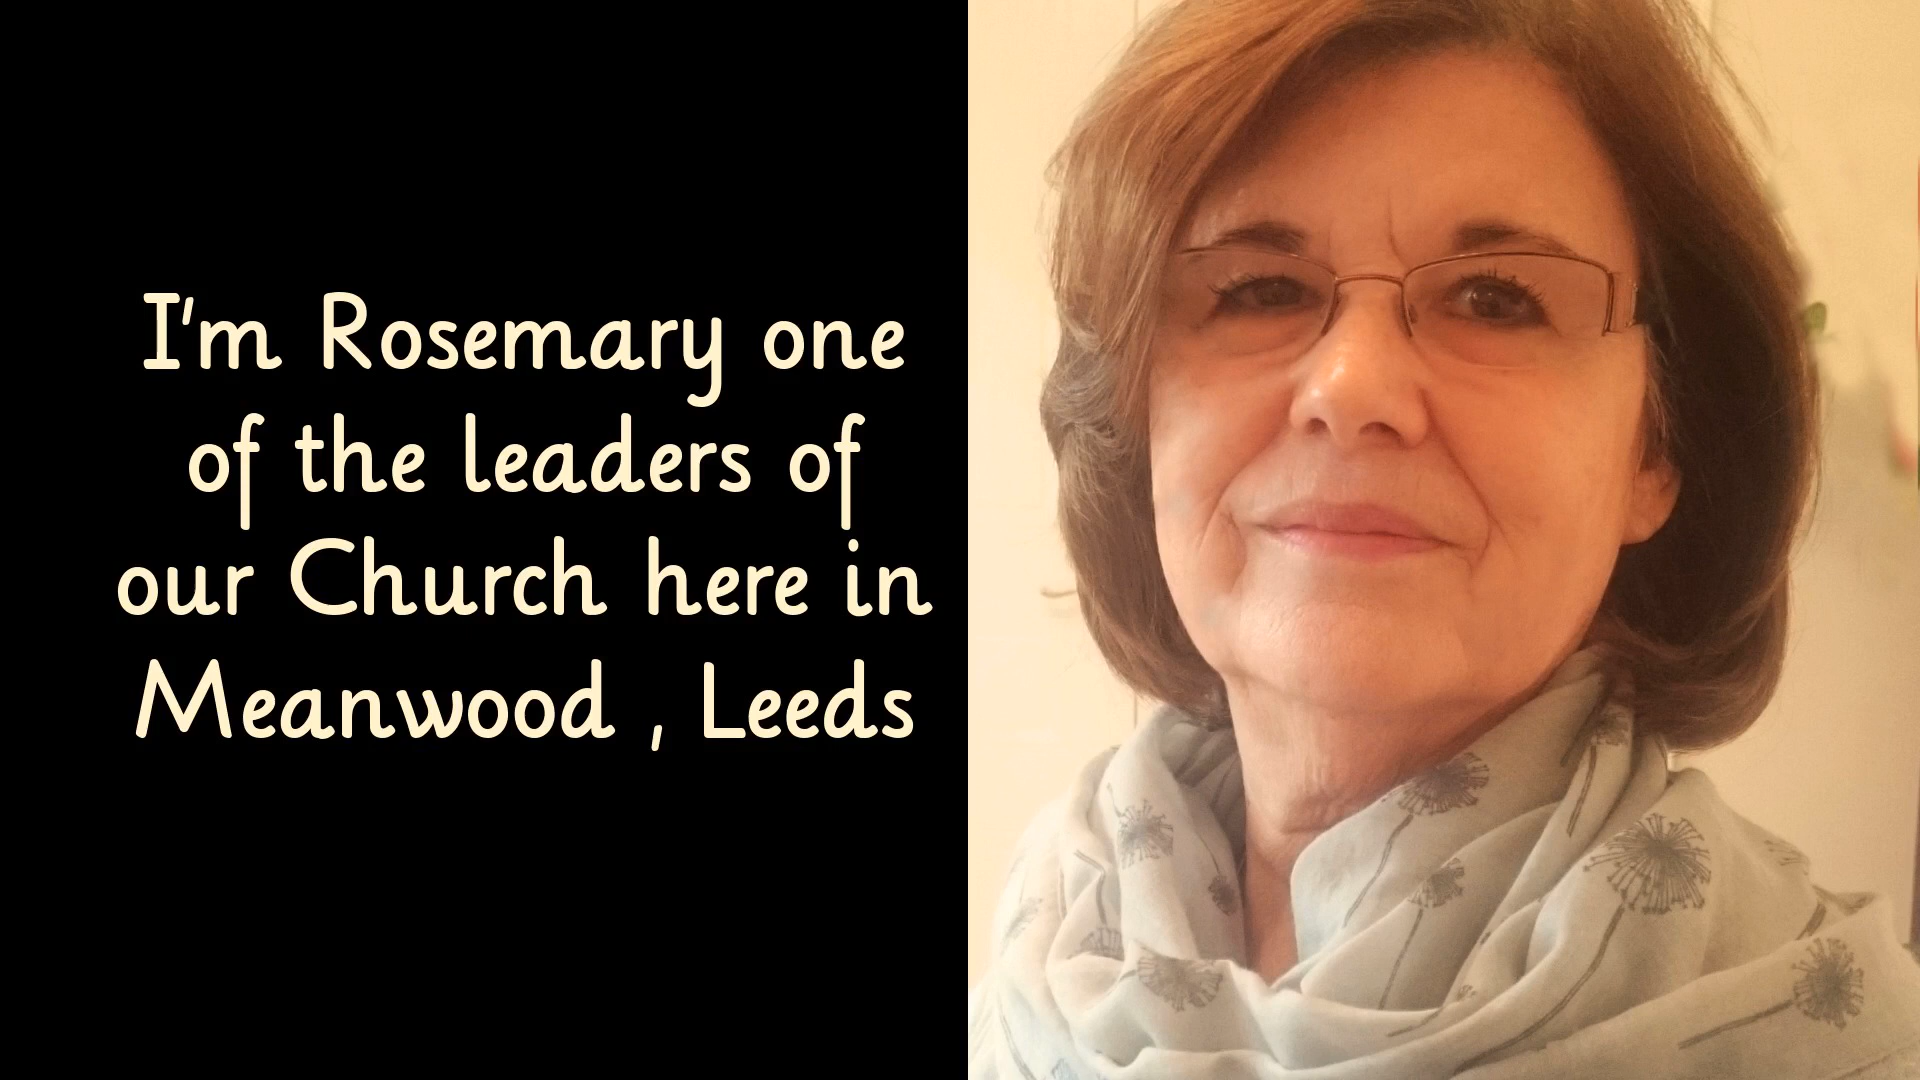 I'm Rosemary one
of the leaders of
our Church here in
Meanwood , Leeds